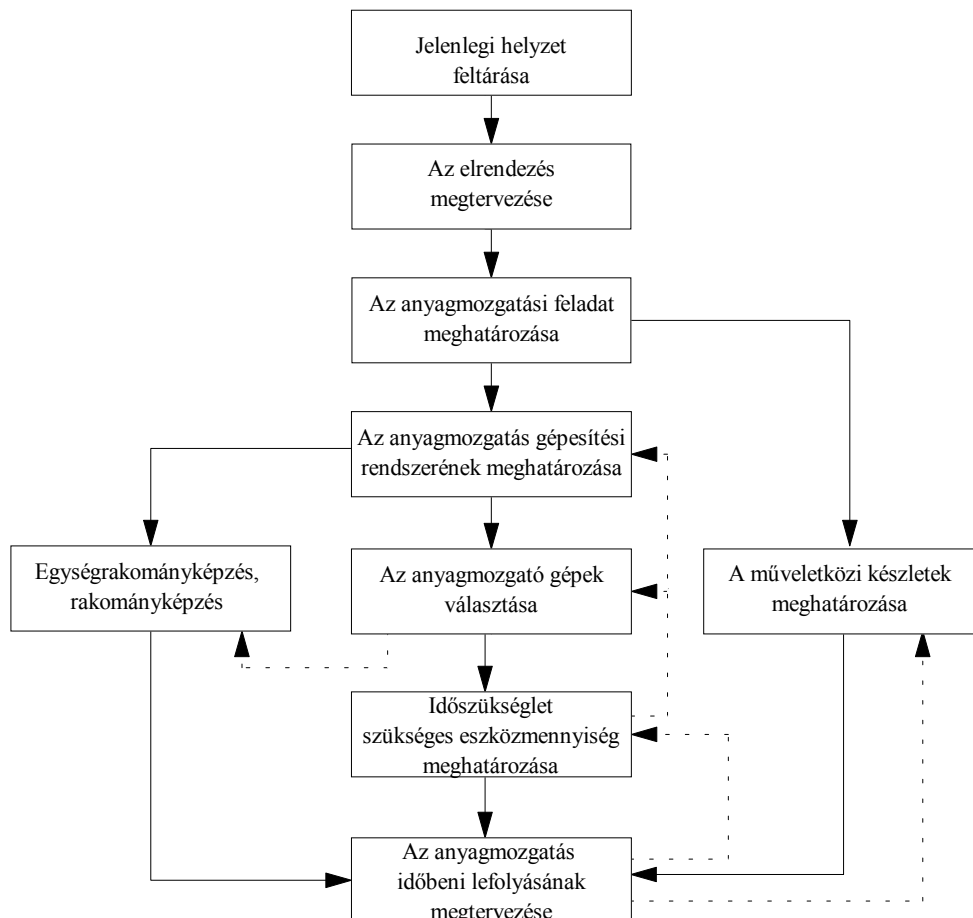 Jelenlegi helyzet
feltárása
Az elrendezés
megtervezése
Az anyagmozgatási feladat
meghatározása
Az anyagmozgatás gépesítési
rendszerének meghatározása
Egységrakományképzés,
rakományképzés
Az anyagmozgató gépek
választása
A műveletközi készletek
meghatározása
Időszükséglet
szükséges eszközmennyiség
meghatározása
Az anyagmozgatás
időbeni lefolyásának
megtervezése